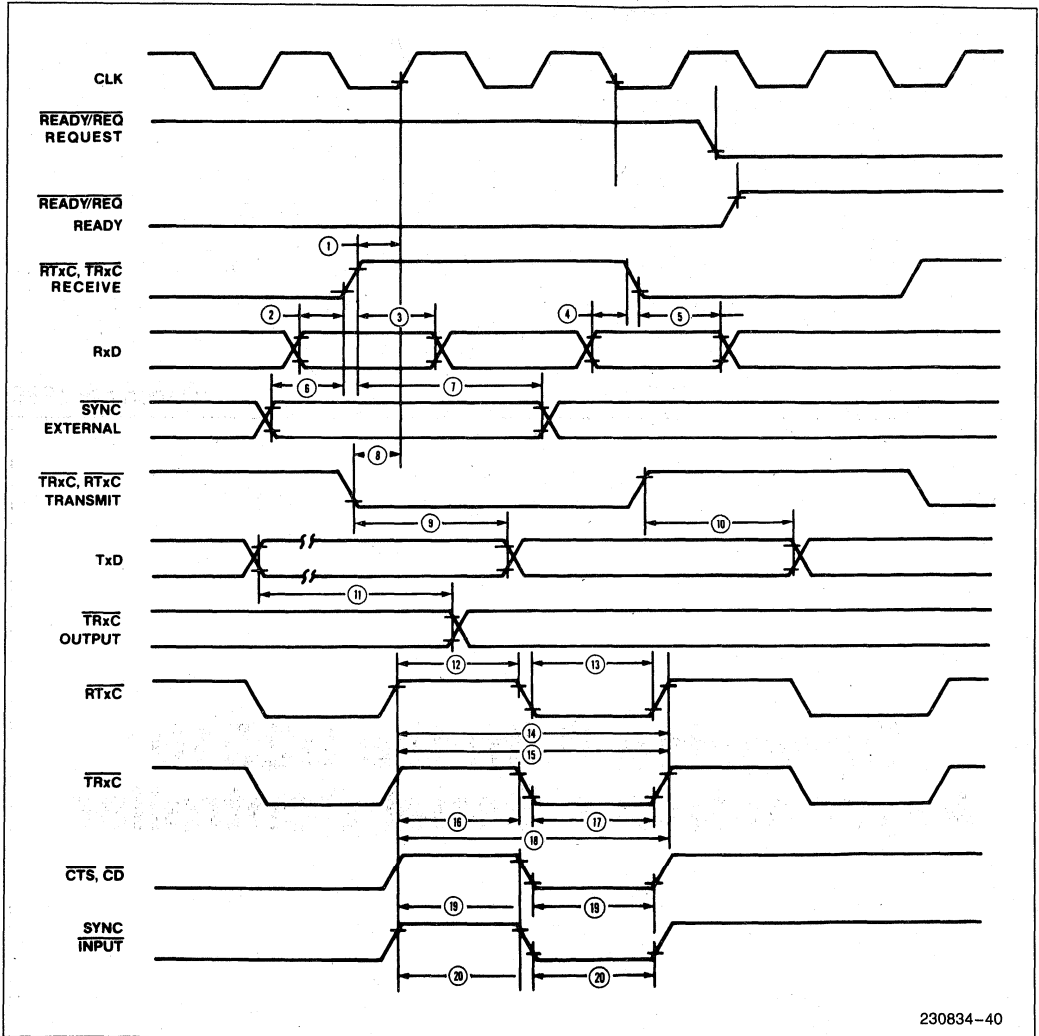 CLK
READY/REQ
REQUEST
READY/REQ
READY
1
RTxC, TRxC
RECEIVE
2
3
4
5
RxD
6
7
SYNC
EXTERNAL
8
TRxC, RTxC
TRANSMIT
9
10
TxD
11
TRxC
OUTPUT
12
13
RTxC
14
15
TRxC
16
17
18
CTS, CD
19
19
SYNC
INPUT
20
20
230834–40